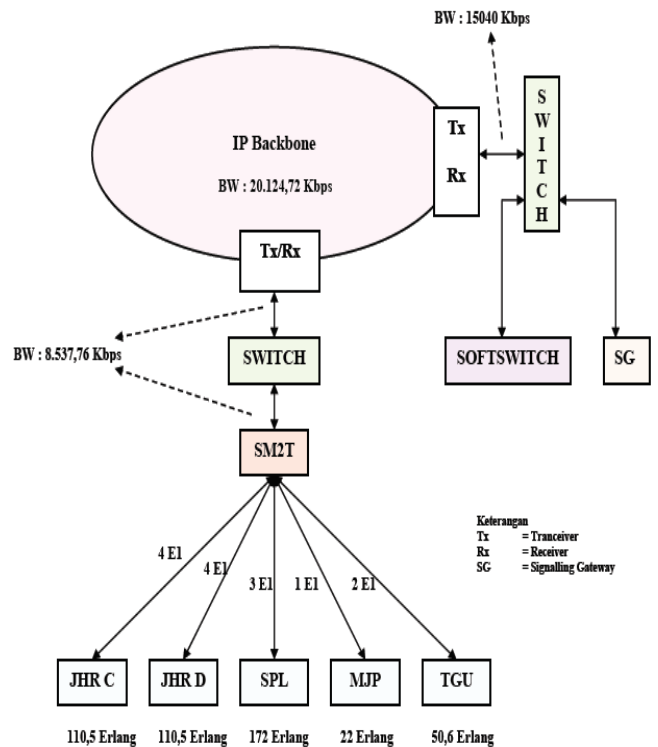 BW : 15040 Kbps
S
W
I
T
C
H
Tx
Rx
IP Backbone
BW : 20.124,72 Kbps
Tx/Rx
BW : 8.537,76 Kbps
SWITCH
SOFTSWITCH
SG
SM2T
4 E1
4 E1
3 E1
1 E1
2 E1
Keterangan
Tx = Tranceiver
Rx = Receiver
SG = Signalling Gateway
JHR C
JHR D
SPL
MJP
TGU
110,5 Erlang
110,5 Erlang
172 Erlang
22 Erlang
50,6 Erlang